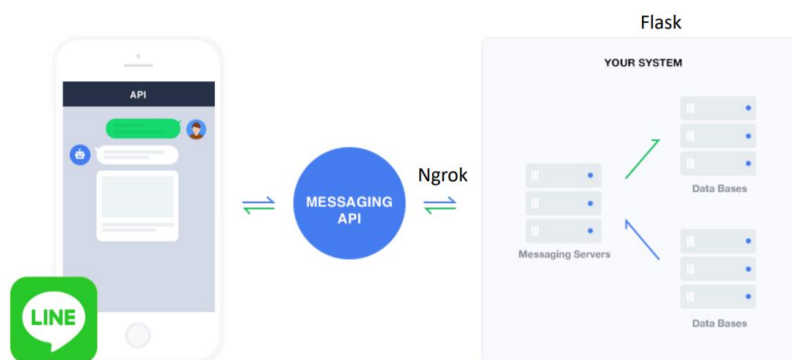 Flask
YOUR SYSTEM
API
Ngrok
MESSAGING
API
Data Bases
Messaging Servers
Data Bases
LINE